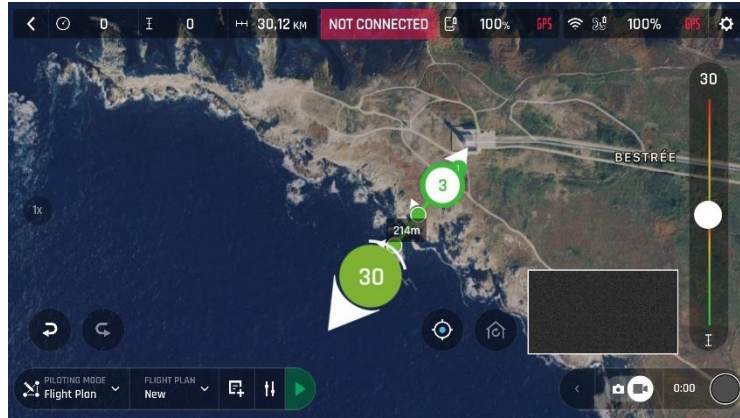 0 0 30,12 KM NOT CONNECTED 100% GPS 100% GPS
30
BESTRÉE
1
3
1x
214m
30
PILOTING MODE
Flight Plan
FLIGHT PLAN
New
0:00